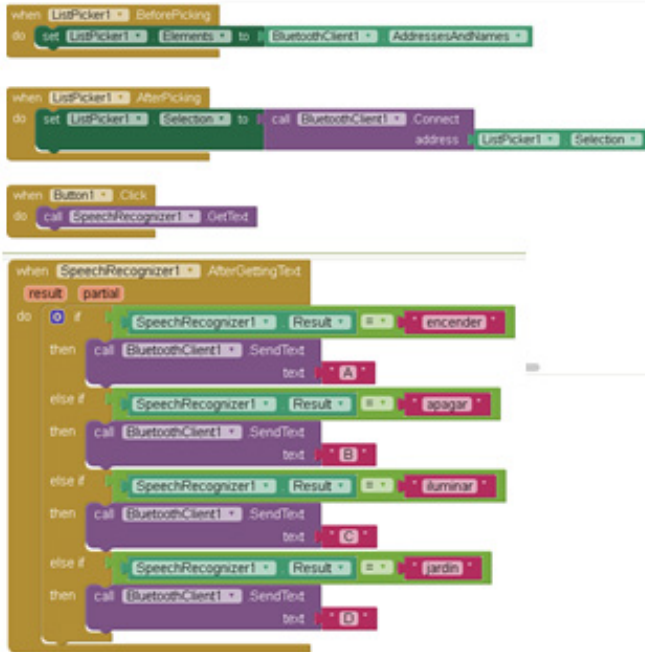 when ListPicker1 .BeforePicking
do set ListPicker1 . Elements to BluetoothClient1 . AddressesAndNames
when ListPicker1 .AfterPicking
do set ListPicker1 . Selection to call BluetoothClient1 .Connect
address ListPicker1 . Selection
when Button1 .Click
do call SpeechRecognizer1 .GetText
when SpeechRecognizer1 .AfterGettingText
result partial
do if SpeechRecognizer1 . Result = " encender "
then call BluetoothClient1 .SendText
text " A "
else if SpeechRecognizer1 . Result = " apagar "
then call BluetoothClient1 .SendText
text " B "
else if SpeechRecognizer1 . Result = " iluminar "
then call BluetoothClient1 .SendText
text " C "
else if SpeechRecognizer1 . Result = " jardin "
then call BluetoothClient1 .SendText
text " D "